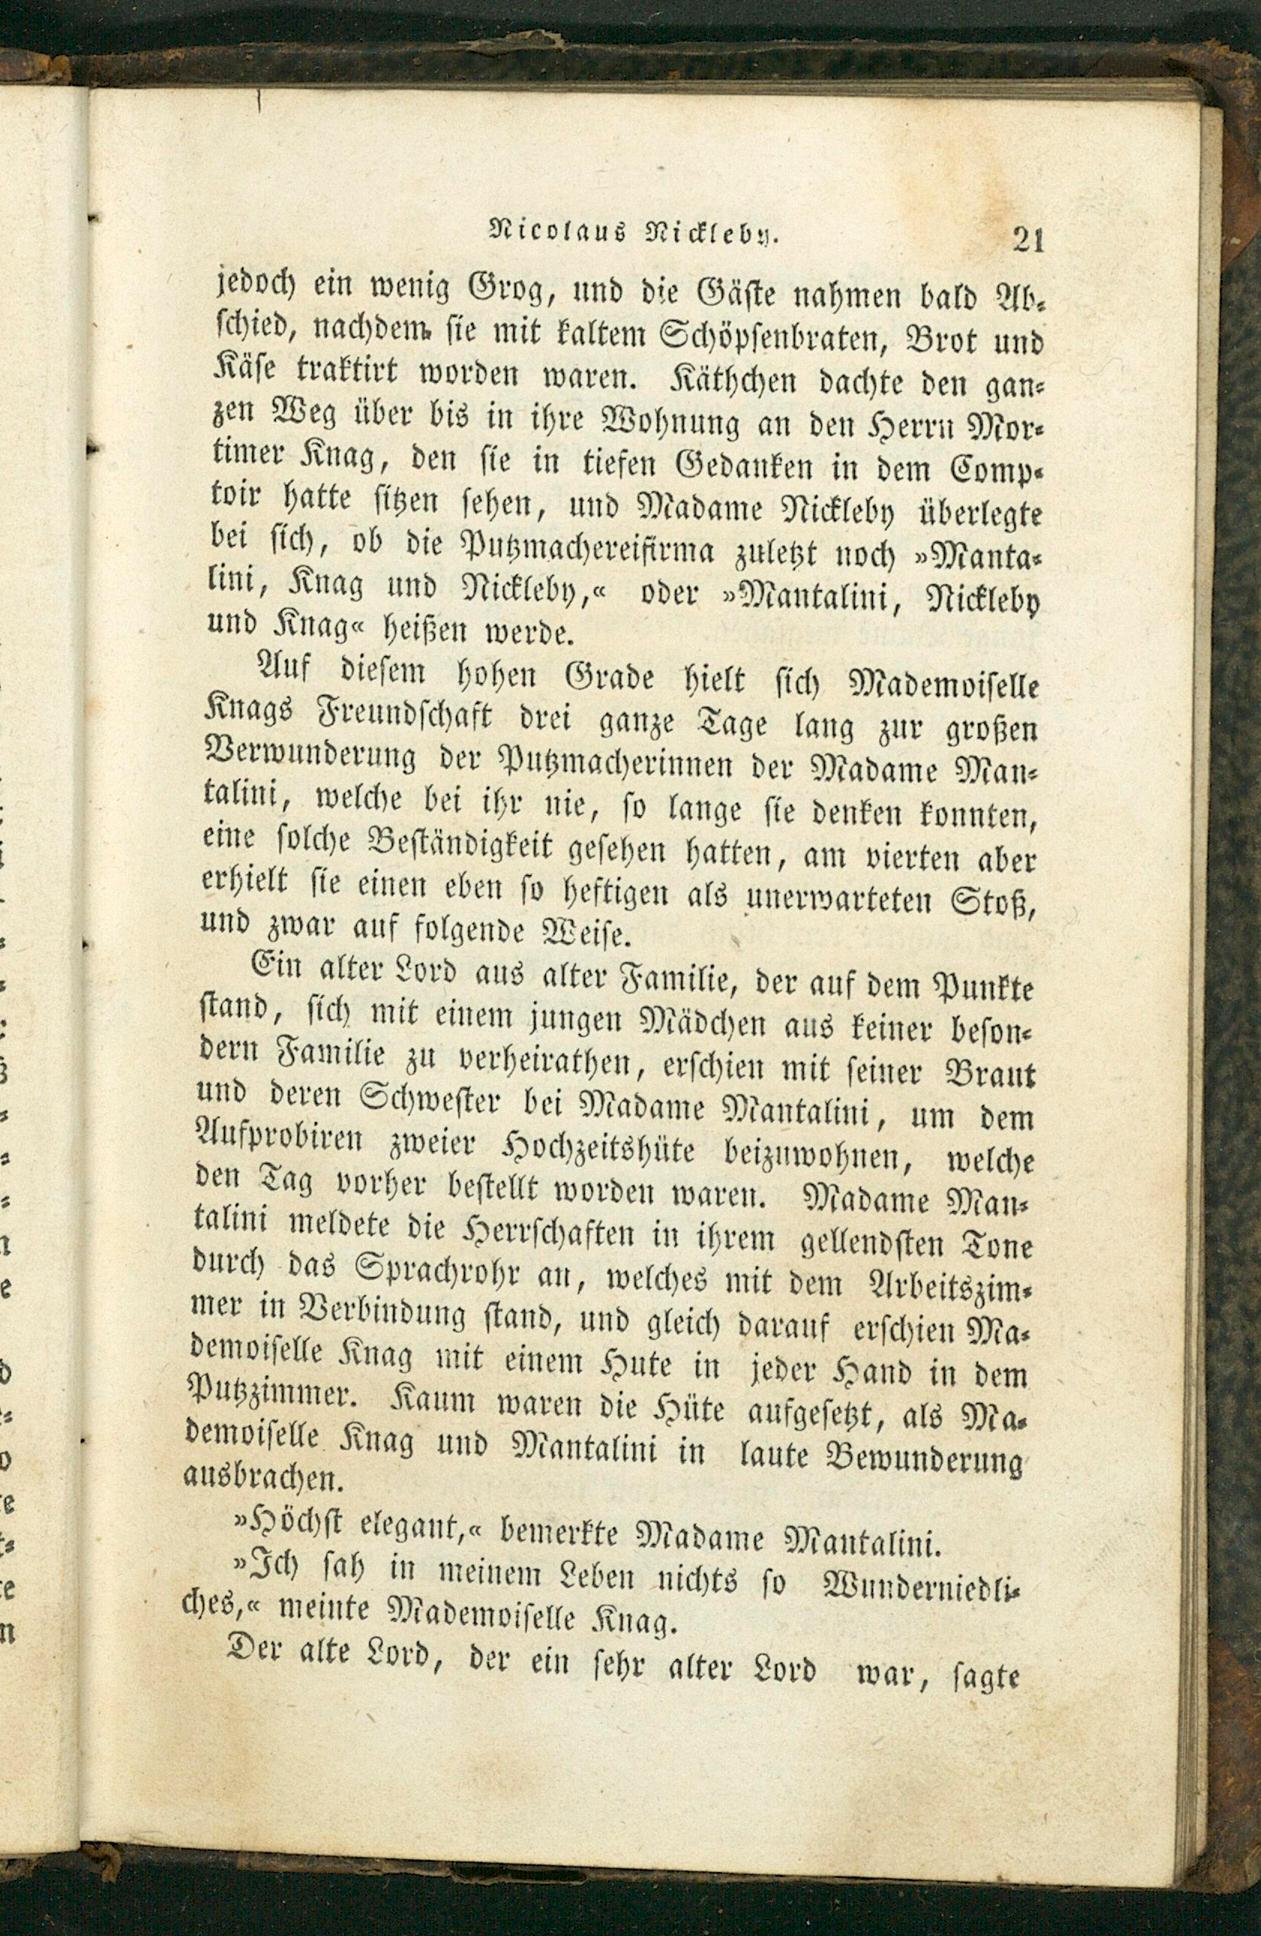 Nicolaus Nickleby. 21
jedoch ein wenig Grog, und die Gäste nahmen bald Ab-
schied, nachdem sie mit kaltem Schöpsenbraten, Brot und
Käse traktirt worden waren. Käthchen dachte den gan-
zen Weg über bis in ihre Wohnung an den Herrn Mor-
timer Knag, den sie in tiefen Gedanken in dem Comp-
toir hatte sitzen sehen, und Madame Nickleby überlegte
bei sich, ob die Putzmachereifirma zuletzt noch »Manta-
lini, Knag und Nickleby,« oder »Mantalini, Nickleby
und Knag« heißen werde.
Auf diesem hohen Grade hielt sich Mademoiselle
Knags Freundschaft drei ganze Tage lang zur großen
Verwunderung der Putzmacherinnen der Madame Man-
talini, welche bei ihr nie, so lange sie denken konnten,
eine solche Beständigkeit gesehen hatten, am vierten aber
erhielt sie einen eben so heftigen als unerwarteten Stoß,
und zwar auf folgende Weise.
Ein alter Lord aus alter Familie, der auf dem Punkte
stand, sich mit einem jungen Mädchen aus keiner beson-
dern Familie zu verheirathen, erschien mit seiner Braut
und deren Schwester bei Madame Mantalini, um dem
Aufprobiren zweier Hochzeitshüte beizuwohnen, welche
den Tag vorher bestellt worden waren. Madame Man-
talini meldete die Herrschaften in ihrem gellendsten Tone
durch das Sprachrohr an, welches mit dem Arbeitszim-
mer in Verbindung stand, und gleich darauf erschien Ma-
demoiselle Knag mit einem Hute in jeder Hand in dem
Putzzimmer. Kaum waren die Hüte aufgesetzt, als Ma-
demoiselle Knag und Mantalini in laute Bewunderung
ausbrachen.
»Höchst elegant,« bemerkte Madame Mantalini.
»Ich sah in meinem Leben nichts so Wunderniedli-
ches,« meinte Mademoiselle Knag.
Der alte Lord, der ein sehr alter Lord war, sagte